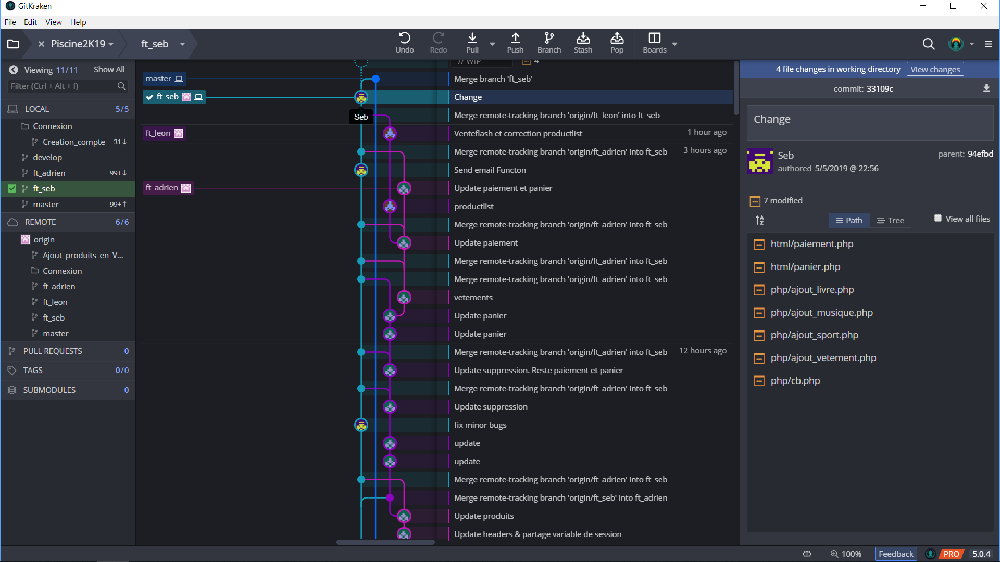 GitKraken
File Edit View Help
Piscine2K19
ft_seb
Undo
Redo
Pull
Push
Branch
Stash
Pop
Boards
Viewing 11/11 Show All
Filter (Ctrl + Alt + f)
LOCAL 5/5
Connexion
Creation_compte 31↓
develop
ft_adrien 99+↓
ft_seb
master 99+↑
REMOTE 6/6
origin
Ajout_produits_en_V...
Connexion
ft_adrien
ft_leon
ft_seb
master
PULL REQUESTS 0
TAGS 0/0
SUBMODULES 0
// WIP 4
master Merge branch 'ft_seb'
ft_seb Change
Seb
Merge remote-tracking branch 'origin/ft_leon' into ft_seb
ft_leon Venteflash et correction productlist 1 hour ago
Merge remote-tracking branch 'origin/ft_adrien' into ft_seb 3 hours ago
Send email Functon
ft_adrien Update paiement et panier
productlist
Merge remote-tracking branch 'origin/ft_adrien' into ft_seb
Update paiement
Merge remote-tracking branch 'origin/ft_adrien' into ft_seb
Merge remote-tracking branch 'origin/ft_adrien' into ft_seb
vetements
Update panier
Update panier
Merge remote-tracking branch 'origin/ft_adrien' into ft_seb 12 hours ago
Update suppression. Reste paiement et panier
Merge remote-tracking branch 'origin/ft_adrien' into ft_seb
Update suppression
fix minor bugs
update
update
Merge remote-tracking branch 'origin/ft_adrien' into ft_seb
Merge remote-tracking branch 'origin/ft_seb' into ft_adrien
Update produits
Update headers & partage variable de session
4 file changes in working directory View changes
commit: 33109c
Change
Seb
authored 5/5/2019 @ 22:56
parent: 94efbd
7 modified
Path Tree View all files
html/paiement.php
html/panier.php
php/ajout_livre.php
php/ajout_musique.php
php/ajout_sport.php
php/ajout_vetement.php
php/cb.php
100% Feedback PRO 5.0.4